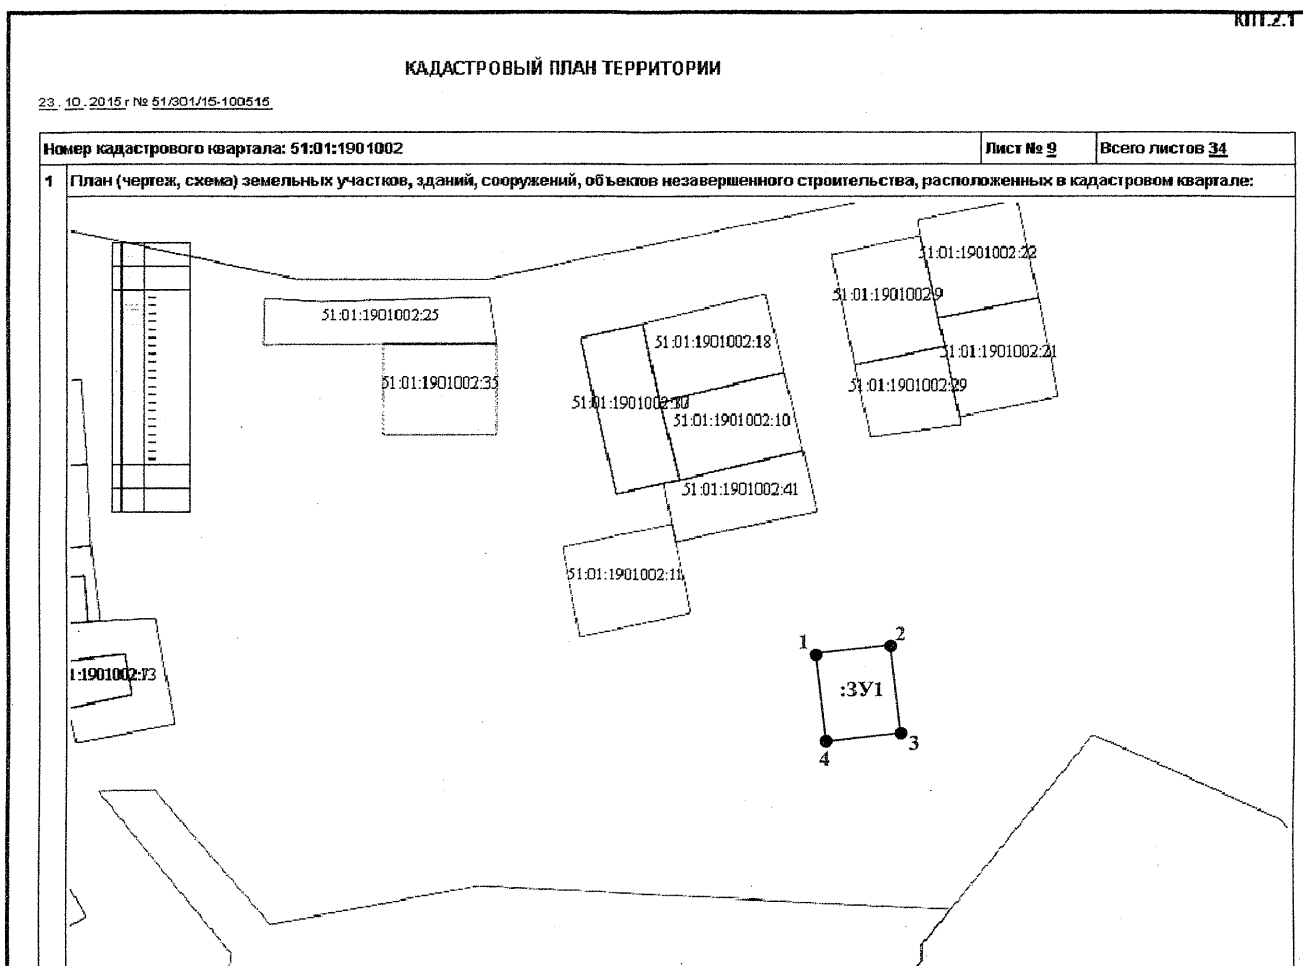 КПТ.2.1
КАДАСТРОВЫЙ ПЛАН ТЕРРИТОРИИ
23. 10. 2015 г № 51/301/15-100515
Номер кадастрового квартала: 51:01:1901002
Лист № 9
Всего листов 34
1
План (чертеж, схема) земельных участков, зданий, сооружений, объектов незавершенного строительства, расположенных в кадастровом квартале:
51:01:1901002:22
51:01:1901002:9
51:01:1901002:25
51:01:1901002:18
51:01:1901002:21
51:01:1901002:35
51:01:1901002:29
51:01:1901002:10
51:01:1901002:41
51:01:1901002:11
1
2
:ЗУ1
3
4